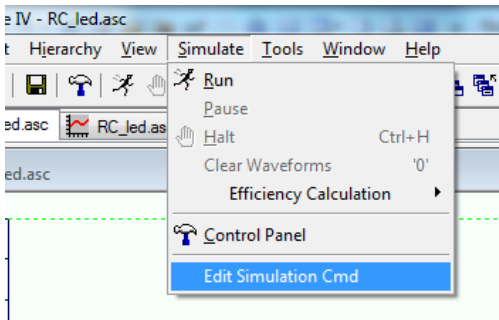 e IV - RC_led.asc
t Hierarchy View Simulate Tools Window Help
ed.asc RC_led.as
ed.asc
Run
Pause
Halt Ctrl+H
Clear Waveforms '0'
Efficiency Calculation
Control Panel
Edit Simulation Cmd